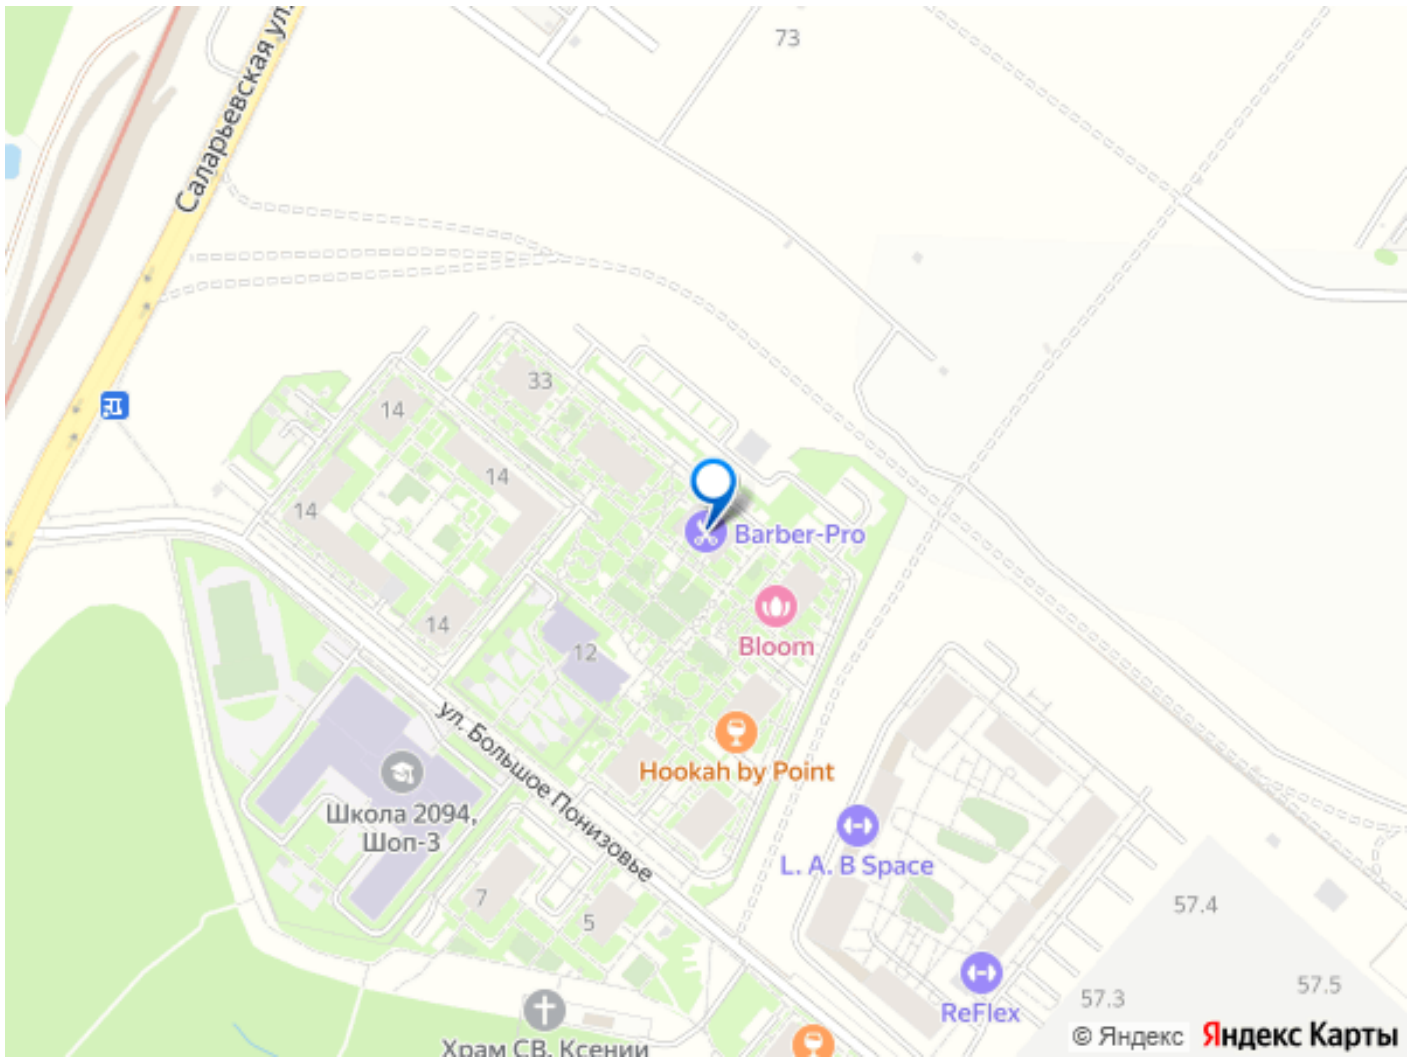 73
Саларьевская ул.
33
14
14
14
Barber-Pro
14
12
Bloom
ул. Большое Понизовье
Hookah by Point
Школа 2094,
Шоп-3
L. A. B Space
7
5
57.4
57.5
57.3
ReFlex
Храм СВ. Ксении
© Яндекс
Яндекс Карты